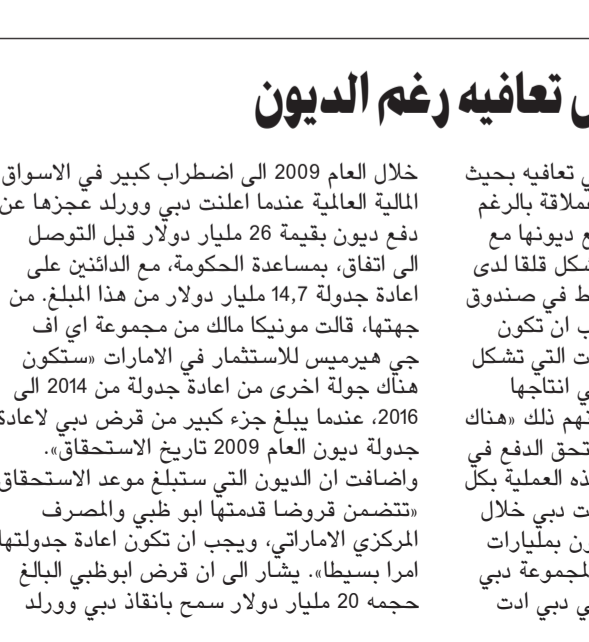 تعافيه رغم الديون
ي تعافيه بحيث
عملاقة بالرغم
ع ديونها مع
شكل قلقا لدى
ط في صندوق
ب ان تكون
ت التي تشكل
ي انتاجها
تهم ذلك «هناك
تحق الدفع في
ذه العملية بكل
ت دبي خلال
ون بمليارات
لمجموعة دبي
ي دبي ادت
خلال العام 2009 الى اضطراب كبير في الاسواق
المالية العالمية عندما اعلنت دبي وورلد عجزها عن
دفع ديون بقيمة 26 مليار دولار قبل التوصل
الى اتفاق، بمساعدة الحكومة، مع الدائنين على
اعادة جدولة 14,7 مليار دولار من هذا المبلغ. من
جهتها، قالت مونيكا مالك من مجموعة اي اف
جي هيرميس للاستثمار في الامارات «ستكون
هناك جولة اخرى من اعادة جدولة من 2014 الى
2016، عندما يبلغ جزء كبير من قرض دبي لاعادة
جدولة ديون العام 2009 تاريخ الاستحقاق».
واضافت ان الديون التي ستبلغ موعد الاستحقاق
«تتضمن قروضا قدمتها ابو ظبي والمصرف
المركزي الاماراتي، ويجب ان تكون اعادة جدولتها
امرا بسيطا». يشار الى ان قرض ابوظبي البالغ
حجمه 20 مليار دولار سمح بانقاذ دبي وورلد